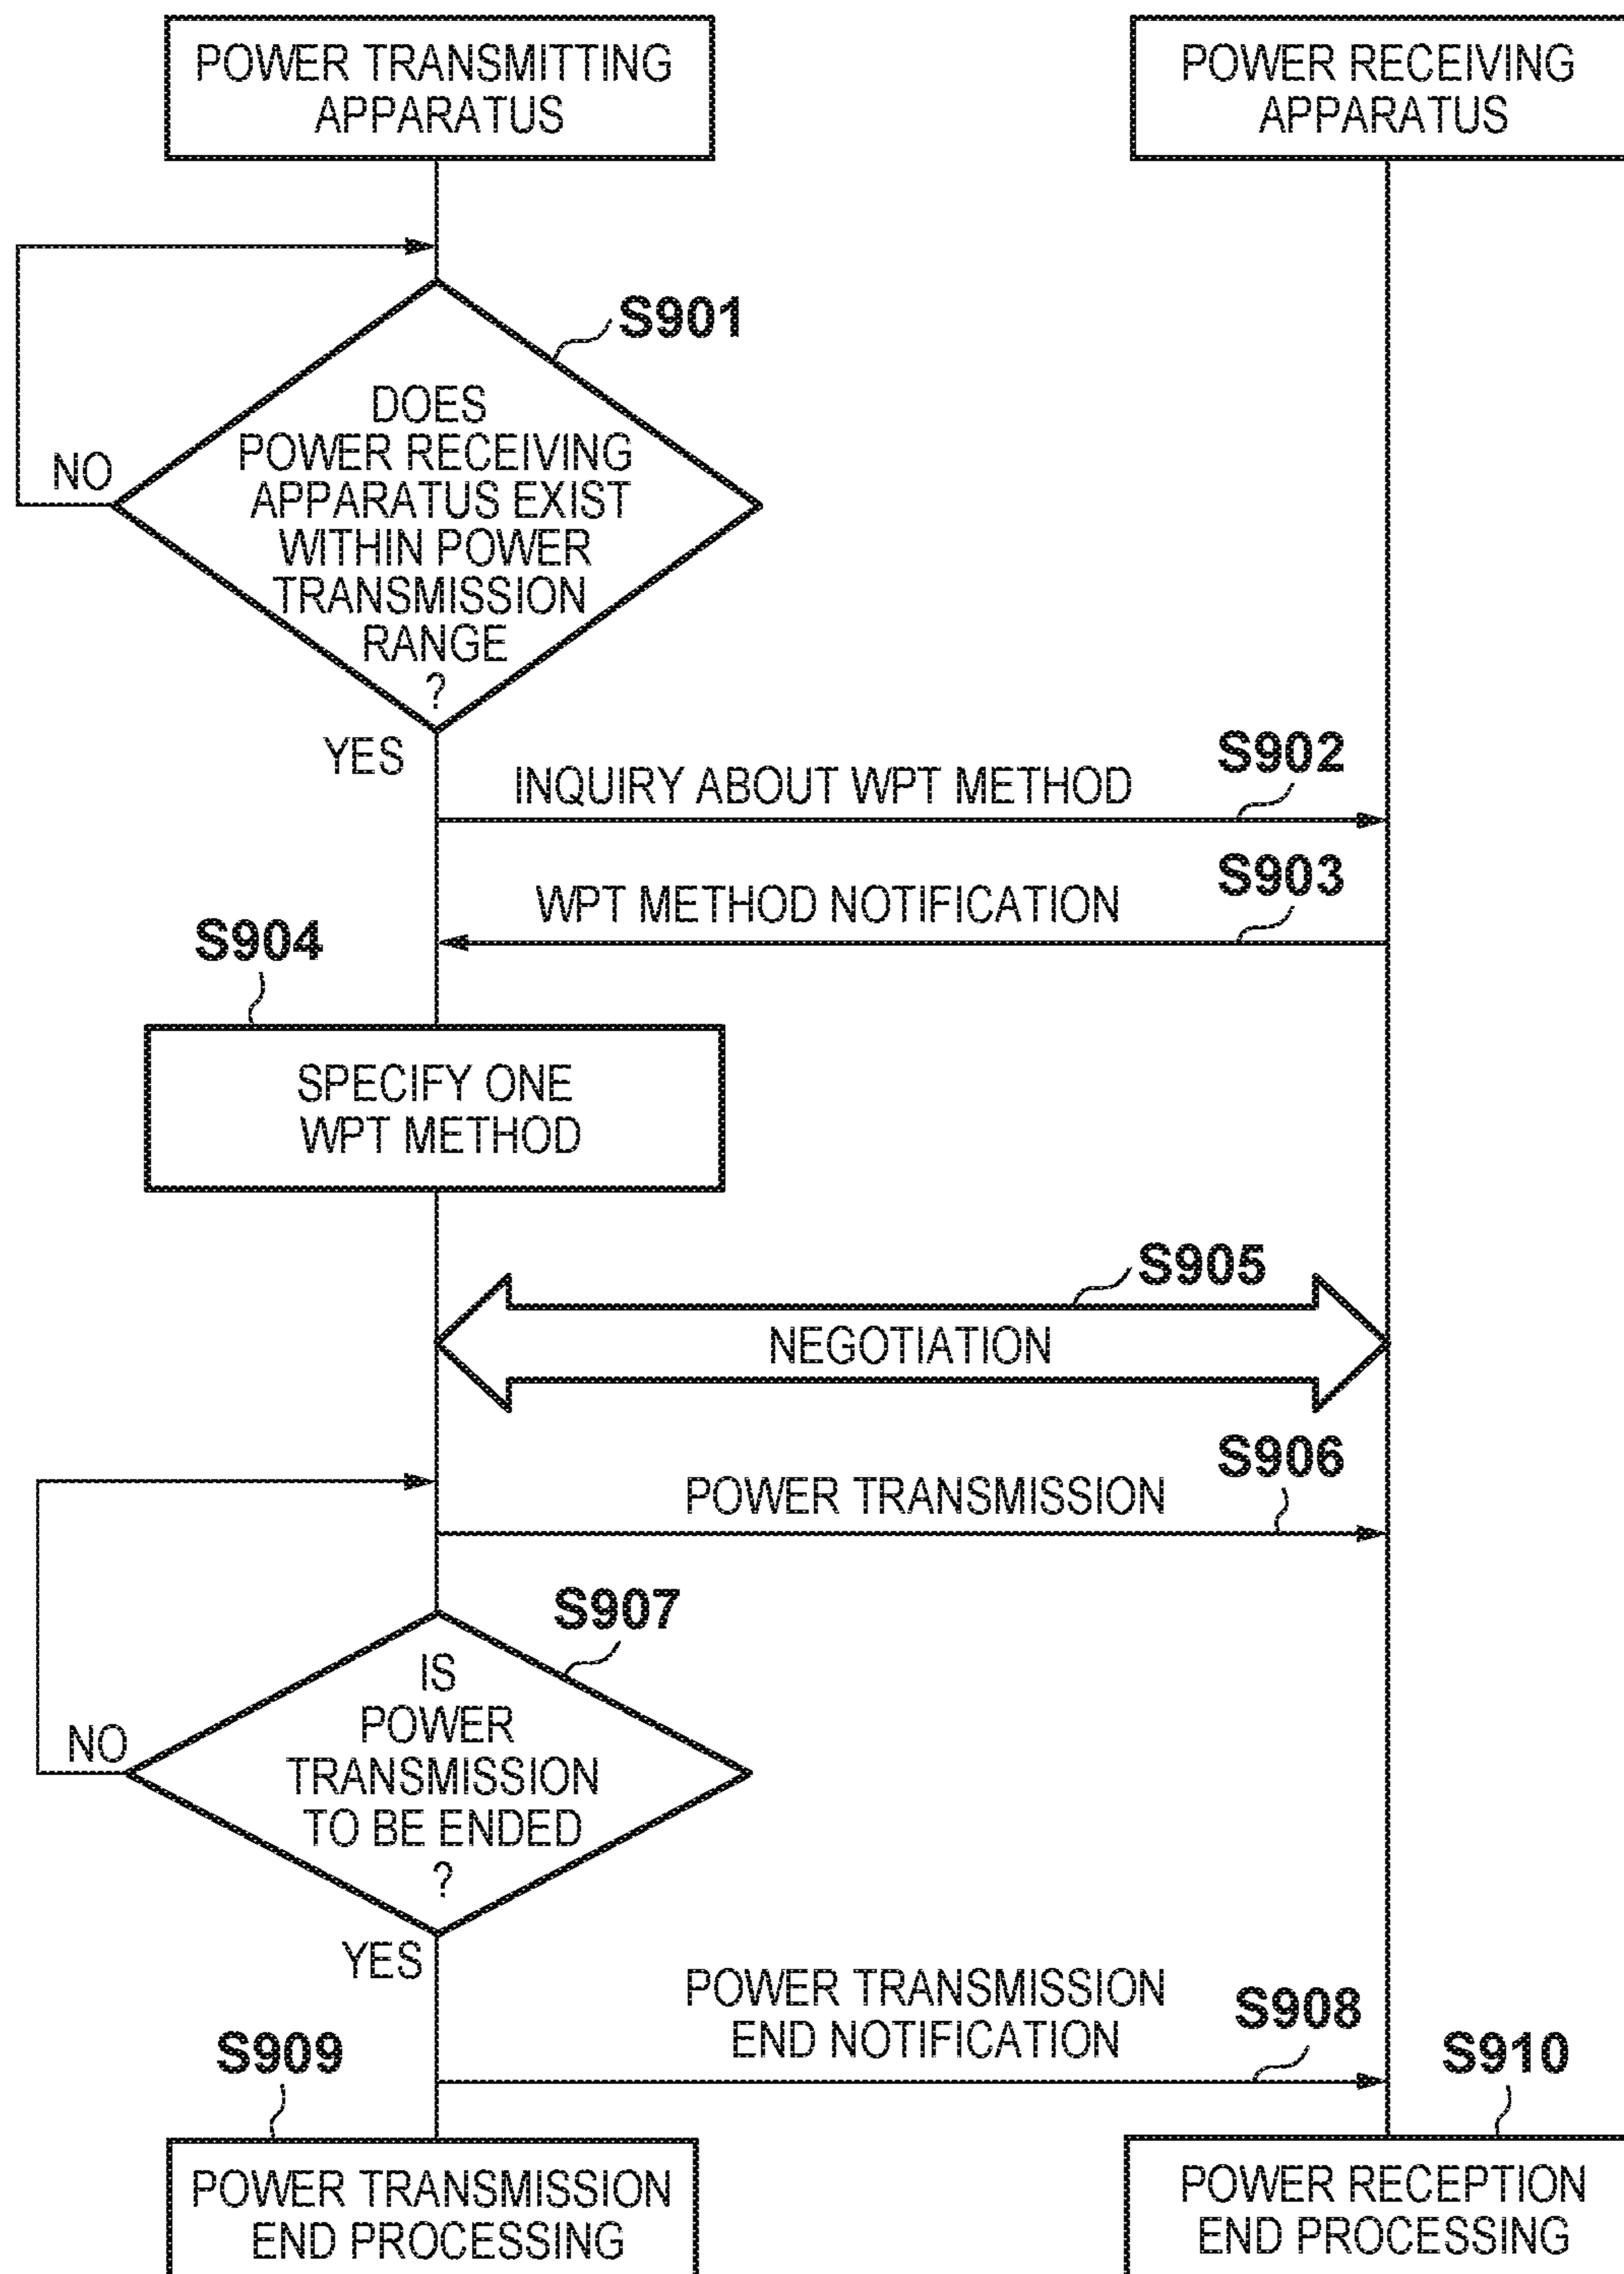 POWER TRANSMITTING
APPARATUS
POWER RECEIVING
APPARATUS
S901
DOES
POWER RECEIVING
APPARATUS EXIST
WITHIN POWER
TRANSMISSION
RANGE
?
NO
YES
S902
INQUIRY ABOUT WPT METHOD
S903
WPT METHOD NOTIFICATION
S904
SPECIFY ONE
WPT METHOD
S905
NEGOTIATION
S906
POWER TRANSMISSION
S907
IS
POWER
TRANSMISSION
TO BE ENDED
?
NO
YES
POWER TRANSMISSION
END NOTIFICATION
S908
S909
S910
POWER TRANSMISSION
END PROCESSING
POWER RECEPTION
END PROCESSING